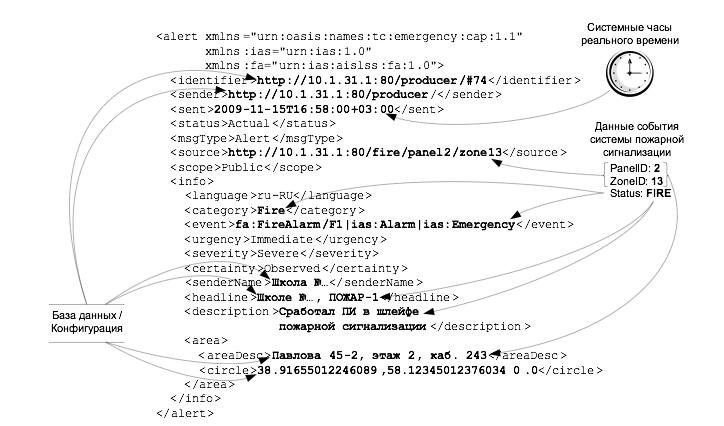 <alert xmlns="urn:oasis:names:tc:emergency:cap:1.1"
xmlns:ias="urn:ias:1.0"
xmlns:fa="urn:ias:aislss:fa:1.0">
<identifier>http://10.1.31.1:80/producer/#74</identifier>
<sender>http://10.1.31.1:80/producer/</sender>
<sent>2009-11-15T16:58:00+03:00</sent>
<status>Actual</status>
<msgType>Alert</msgType>
<source>http://10.1.31.1:80/fire/panel2/zone13</source>
<scope>Public</scope>
<info>
<language>ru-RU</language>
<category>Fire</category>
<event>fa:FireAlarm/F1|ias:Alarm|ias:Emergency</event>
<urgency>Immediate</urgency>
<severity>Severe</severity>
<certainty>Observed</certainty>
<senderName>Школа №…</senderName>
<headline>Школе №…, ПОЖАР-1</headline>
<description>Сработал ПИ в шлейфе
пожарной сигнализации</description>
<area>
<areaDesc>Павлова 45-2, этаж 2, каб. 243</areaDesc>
<circle>38.91655012246089,58.12345012376034 0.0</circle>
</area>
</info>
</alert>
Системные часы
реального времени
Данные события
системы пожарной
сигнализации
PanelID: 2
ZoneID: 13
Status: FIRE
База данных /
Конфигурация